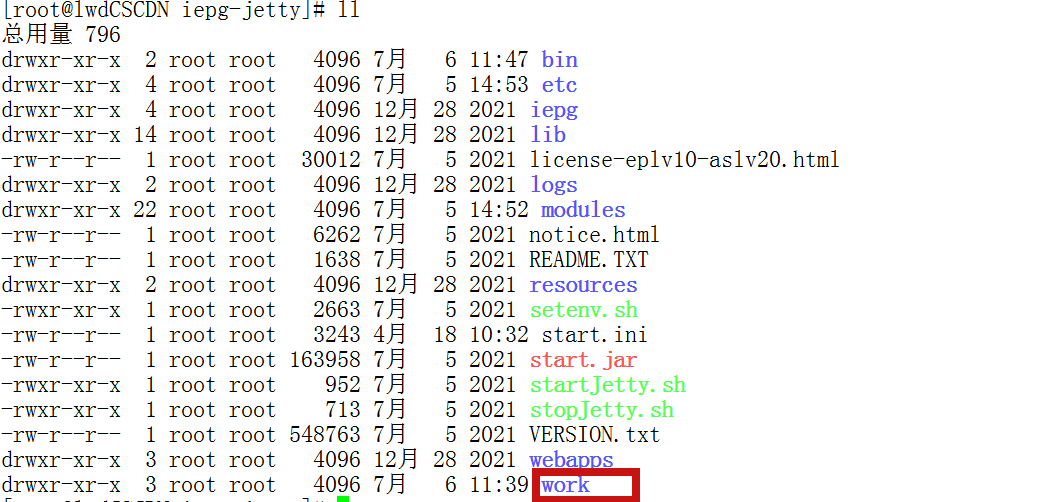 [root@lwdCSCDN iepg-jetty]# ll
总用量 796
drwxr-xr-x  2 root root   4096 7月   6 11:47 bin
drwxr-xr-x  4 root root   4096 7月   5 14:53 etc
drwxr-xr-x  4 root root   4096 12月 28 2021 iepg
drwxr-xr-x 14 root root   4096 12月 28 2021 lib
-rw-r--r--  1 root root  30012 7月   5 2021 license-eplv10-aslv20.html
drwxr-xr-x  2 root root   4096 12月 28 2021 logs
drwxr-xr-x 22 root root   4096 7月   5 14:52 modules
-rw-r--r--  1 root root   6262 7月   5 2021 notice.html
-rw-r--r--  1 root root   1638 7月   5 2021 README.TXT
drwxr-xr-x  2 root root   4096 12月 28 2021 resources
-rwxr-xr-x  1 root root   2663 7月   5 2021 setenv.sh
-rw-r--r--  1 root root   3243 4月  18 10:32 start.ini
-rw-r--r--  1 root root 163958 7月   5 2021 start.jar
-rwxr-xr-x  1 root root    952 7月   5 2021 startJetty.sh
-rwxr-xr-x  1 root root    713 7月   5 2021 stopJetty.sh
-rw-r--r--  1 root root 548763 7月   5 2021 VERSION.txt
drwxr-xr-x  3 root root   4096 12月 28 2021 webapps
drwxr-xr-x  3 root root   4096 7月   6 11:39 work